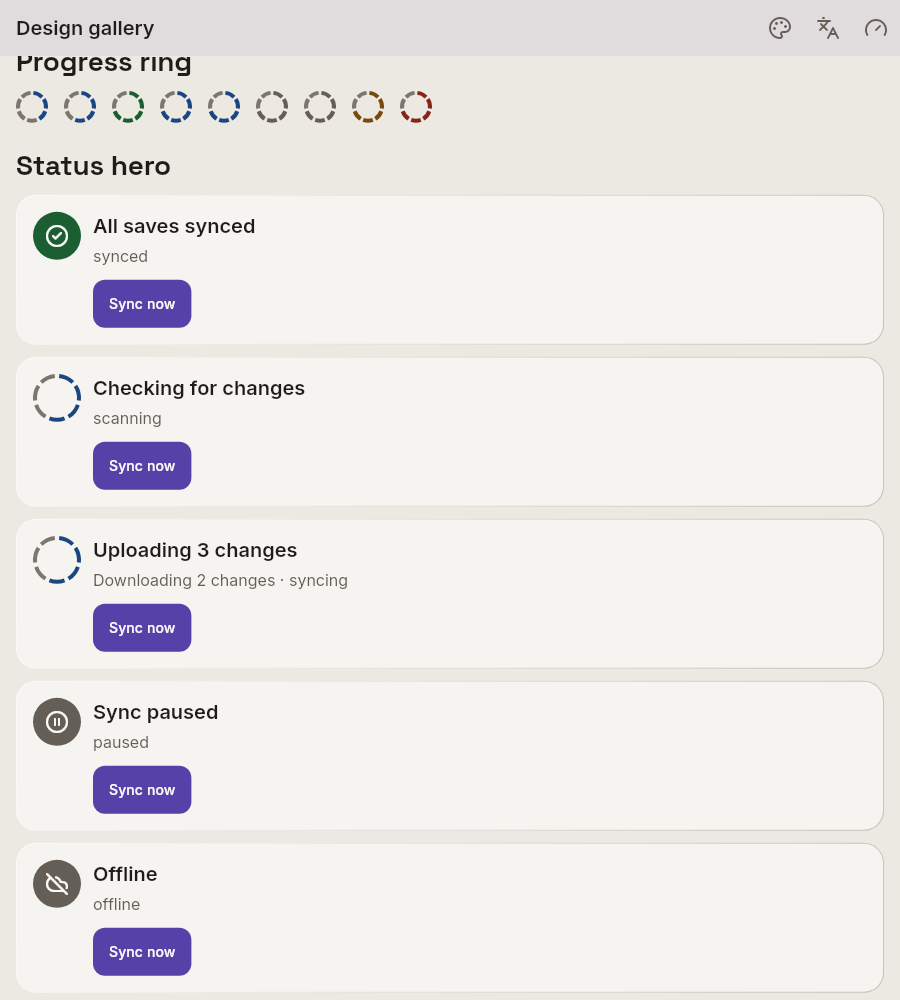 Design gallery
Progress ring
Status hero
All saves synced
synced
Sync now
Checking for changes
scanning
Sync now
Uploading 3 changes
Downloading 2 changes · syncing
Sync now
Sync paused
paused
Sync now
Offline
offline
Sync now